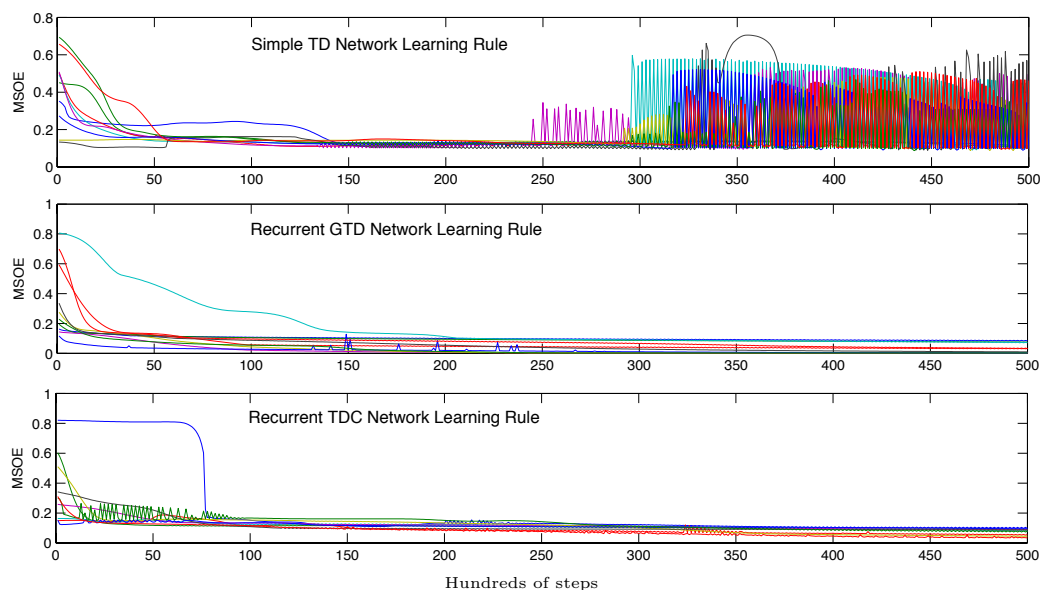 0.8
Simple TD Network Learning Rule
0.6
MSOE
0.4
0.2
0
0 50 100 150 200 250 300 350 400 450 500
1
Recurrent GTD Network Learning Rule
0.8
0.6
MSOE
0.4
0.2
0
0 50 100 150 200 250 300 350 400 450 500
1
Recurrent TDC Network Learning Rule
0.8
0.6
MSOE
0.4
0.2
0
0 50 100 150 200 250 300 350 400 450 500
Hundreds of steps